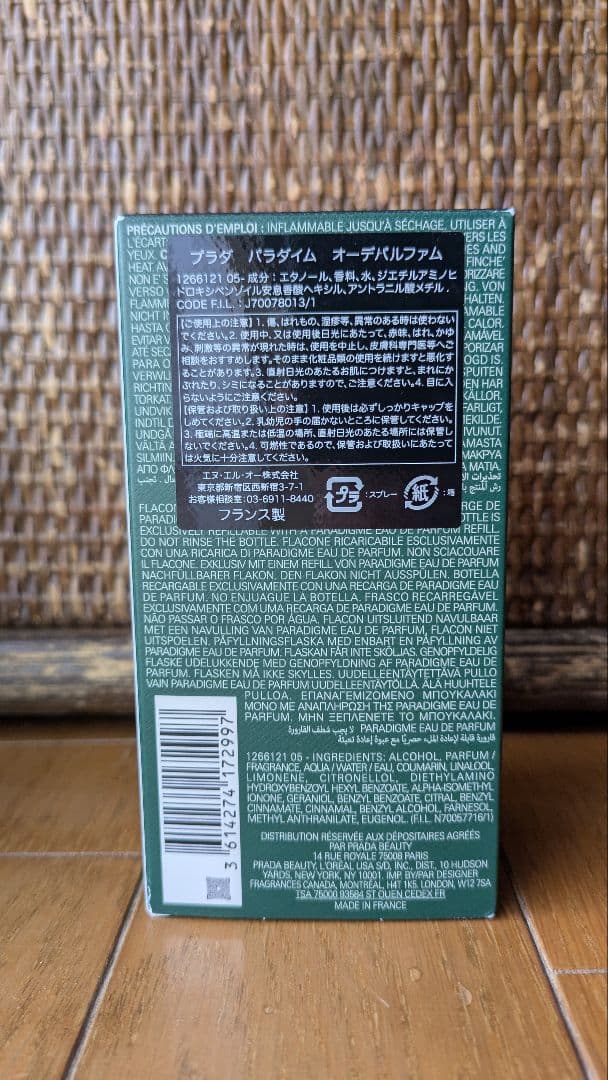 PRÉCAUTIONS D'EMPLOI : INFLAMMABLE JUSQU'À SÉCHAGE. UTILISER À
L'ÉCART
YEUX.
プラダ パラダイム オーデパルファム
1266121 05- 成分：エタノール、香料、水、ジエチルアミノヒ
ドロキシベンゾイル安息香酸ヘキシル、アントラニル酸メチル.
CODE F.I.L. : J70078013/1
【ご使用上の注意】1. 傷、はれもの、湿疹等、異常のある時は使わない
でください。2. 使用中、又は使用後日光にあたって、赤味、はれ、かゆ
み、刺激等の異常が現れた時は、使用を中止し、皮膚科専門医等へご
相談をおすすめします。そのまま化粧品類の使用を続けますと悪化す
ることがあります。3. 直射日光のあたるお肌につけますと、まれにか
ぶれたり、シミになることがありますので、ご注意ください。4. 目に入
らないようにご注意ください。
【保管および取り扱い上の注意】1. 使用後は必ずしっかりキャップを
しめてください。2. 乳幼児の手の届かないところに保管してください。
3. 極端に高温または低温の場所、直射日光のあたる場所には保管し
ないでください。4. 可燃性であるので、保管および取扱いにあたって
は火気に十分注意してください。
エヌ・エル・オー株式会社
東京都新宿区西新宿3-7-1
お客様相談室:03-6911-8440
フランス製
プラ
：スプレー
紙
：箱
EXCLUSIVELY REFILLABLE WITH A PARADIGME EAU DE PARFUM REFILL.
DO NOT RINSE THE BOTTLE. FLACONE RICARICABILE ESCLUSIVAMENTE
CON UNA RICARICA DI PARADIGME EAU DE PARFUM. NON SCIACQUARE
IL FLACONE. EXKLUSIV MIT EINEM REFILL VON PARADIGME EAU DE PARFUM
NACHFÜLLBARER FLAKON. DEN FLAKON NICHT AUSSPÜLEN. BOTELLA
RECARGABLE EXCLUSIVAMENTE CON UNA RECARGA DE PARADIGME EAU
DE PARFUM. NO ENJUAGUE LA BOTELLA. FRASCO RECARREGÁVEL
EXCLUSIVAMENTE COM UMA RECARGA DE PARADIGME EAU DE PARFUM.
NÃO PASSAR O FRASCO POR ÁGUA. FLACON UITSLUITEND NAVULBAAR
MET EEN NAVULLING VAN PARADIGME EAU DE PARFUM. FLACON NIET
UITSPOELEN. PÅFYLLNINGSFLASKA MED ENBART EN PÅFYLLNING AV
PARADIGME EAU DE PARFUM. FLASKAN FÅR INTE SKÖLJAS. GENOPFYLDELIG
FLASKE UDELUKKENDE MED GENOPFYLDNING AF PARADIGME EAU DE
PARFUM. FLASKEN MÅ IKKE SKYLLES. UUDELLEENTÄYTETTÄVÄ PULLO
VAIN PARADIGME EAU DE PARFUM UUDELLEENTÄYTÖLLÄ. ÄLÄ HUUHTELE
PULLOA. ΕΠΑΝΑΓΕΜΙΖΟΜΕΝΟ ΜΠΟΥΚΑΛΑΚΙ
ΜΟΝΟ ΜΕ ΑΝΑΠΛΗΡΩΣΗ ΤΟΥ PARADIGME EAU DE
PARFUM. ΜΗΝ ΞΕΠΛΕΝΕΤΕ ΤΟ ΜΠΟΥΚΑΛΑΚΙ.
PARADIGME EAU DE PARFUM لا يجب شطف القارورة
قارورة قابلة لإعادة الملء حصريًا مع عبوة إعادة تعبئة
1266121 05 - INGREDIENTS: ALCOHOL, PARFUM /
FRAGRANCE, AQUA / WATER / EAU, COUMARIN, LINALOOL,
LIMONENE, CITRONELLOL, DIETHYLAMINO
HYDROXYBENZOYL HEXYL BENZOATE, ALPHA-ISOMETHYL
IONONE, GERANIOL, BENZYL BENZOATE, CITRAL, BENZYL
CINNAMATE, CINNAMAL, BENZYL ALCOHOL, FARNESOL,
METHYL ANTHRANILATE, EUGENOL. (F.I.L. N70057716/1)
3 614274 172997
DISTRIBUTION RÉSERVÉE AUX DÉPOSITAIRES AGRÉÉS
PAR PRADA BEAUTY
14 RUE ROYALE 75008 PARIS
PRADA BEAUTY, L'ORÉAL USA S/D, INC., DIST. 10 HUDSON
YARDS, NEW YORK, NY 10001. IMP. BY/PAR DESIGNER
FRAGRANCES CANADA, MONTRÉAL, H4T 1K5. LONDON, W12 7SA
TSA 75000 93584 ST OUEN CEDEX FR
MADE IN FRANCE